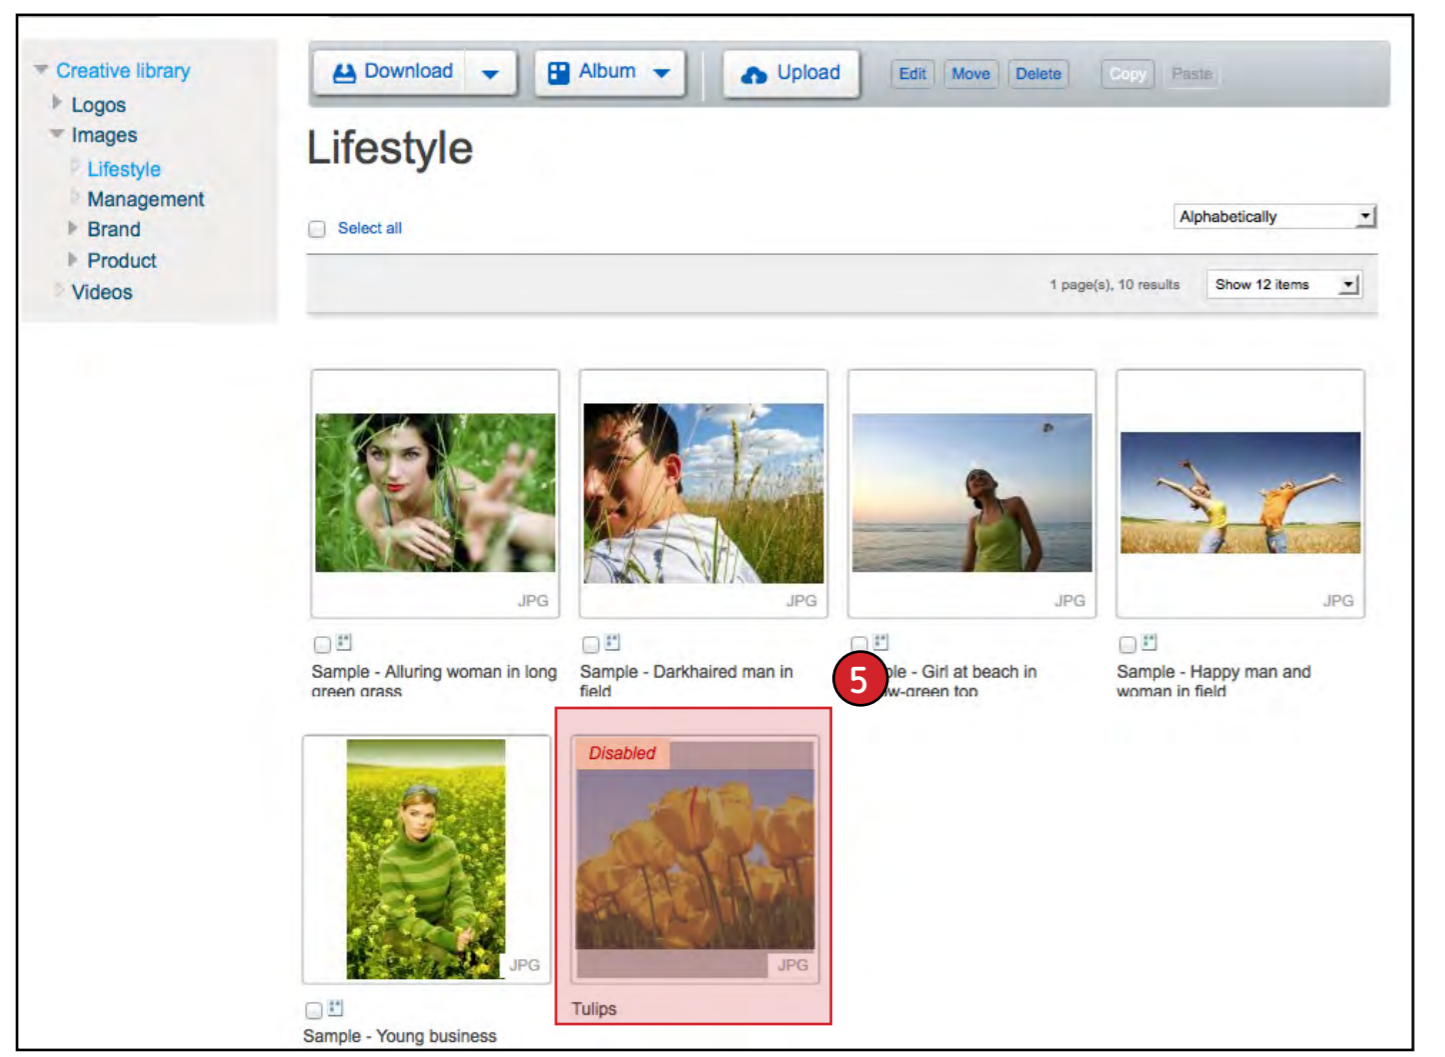 Creative library
Logos
Images
Lifestyle
Management
Brand
Product
Videos
Download
Album
Upload
Edit
Move
Delete
Copy
Paste
Lifestyle
Select all
Alphabetically
1 page(s), 10 results
Show 12 items
JPG
JPG
JPG
JPG
Sample - Alluring woman in long
green grass
Sample - Darkhaired man in
field
5
ple - Girl at beach in
w-green top
Sample - Happy man and
woman in field
Disabled
JPG
JPG
Sample - Young business
Tulips